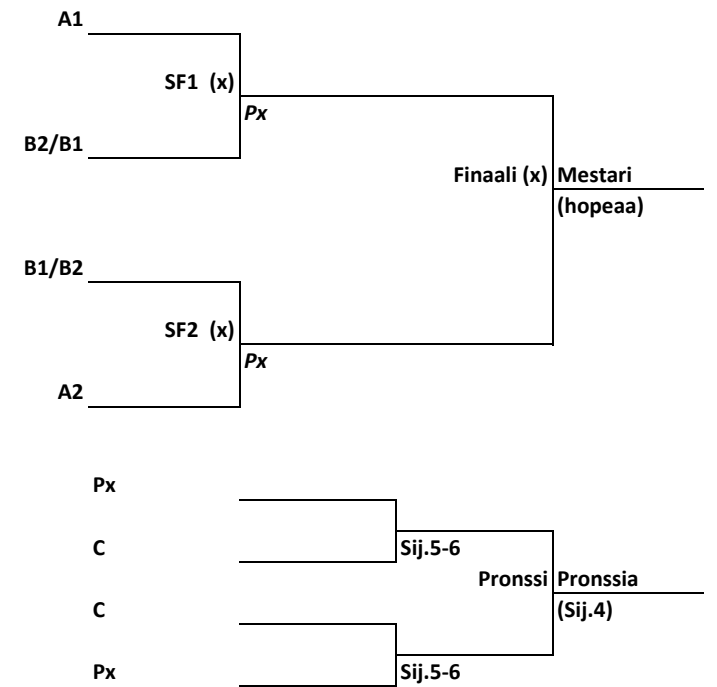 A1
SF1 (x)
Px
B2/B1
Finaali (x) Mestari
(hopeaa)
B1/B2
SF2 (x)
Px
A2
Px
C Sij.5-6
Pronssi Pronssia
C (Sij.4)
Px Sij.5-6